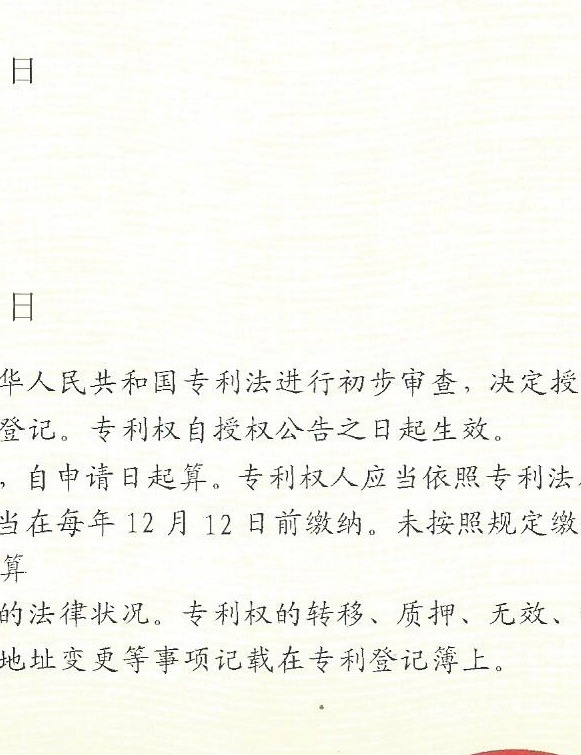 日
日
华人民共和国专利法进行初步审查，决定授
登记。专利权自授权公告之日起生效。
，自申请日起算。专利权人应当依照专利法
当在每年 12 月 12 日前缴纳。未按照规定缴
算
的法律状况。专利权的转移、质押、无效、
地址变更等事项记载在专利登记簿上。